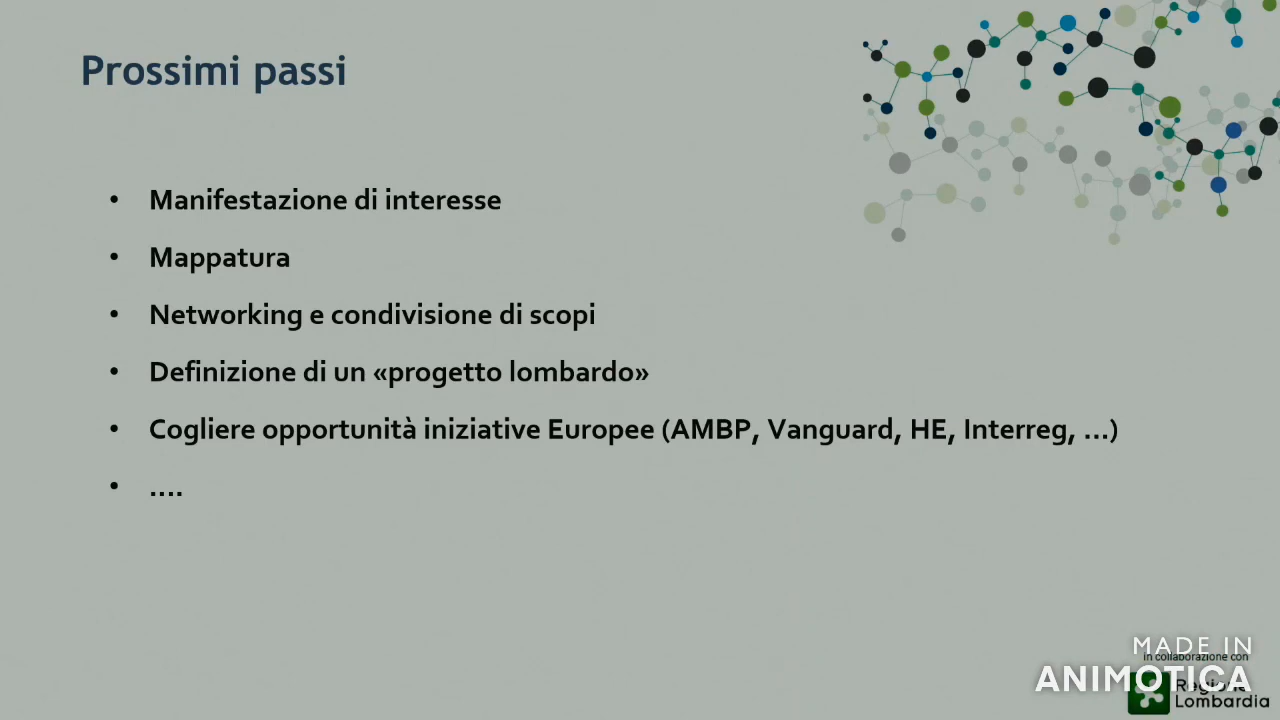 Prossimi passi
• Manifestazione di interesse
• Mappatura
• Networking e condivisione di scopi
• Definizione di un «progetto lombardo»
• Cogliere opportunità iniziative Europee (AMBP, Vanguard, HE, Interreg, ...)
• ....
MADE IN
in collaborazione con
ANIMOTICA
Regione
Lombardia